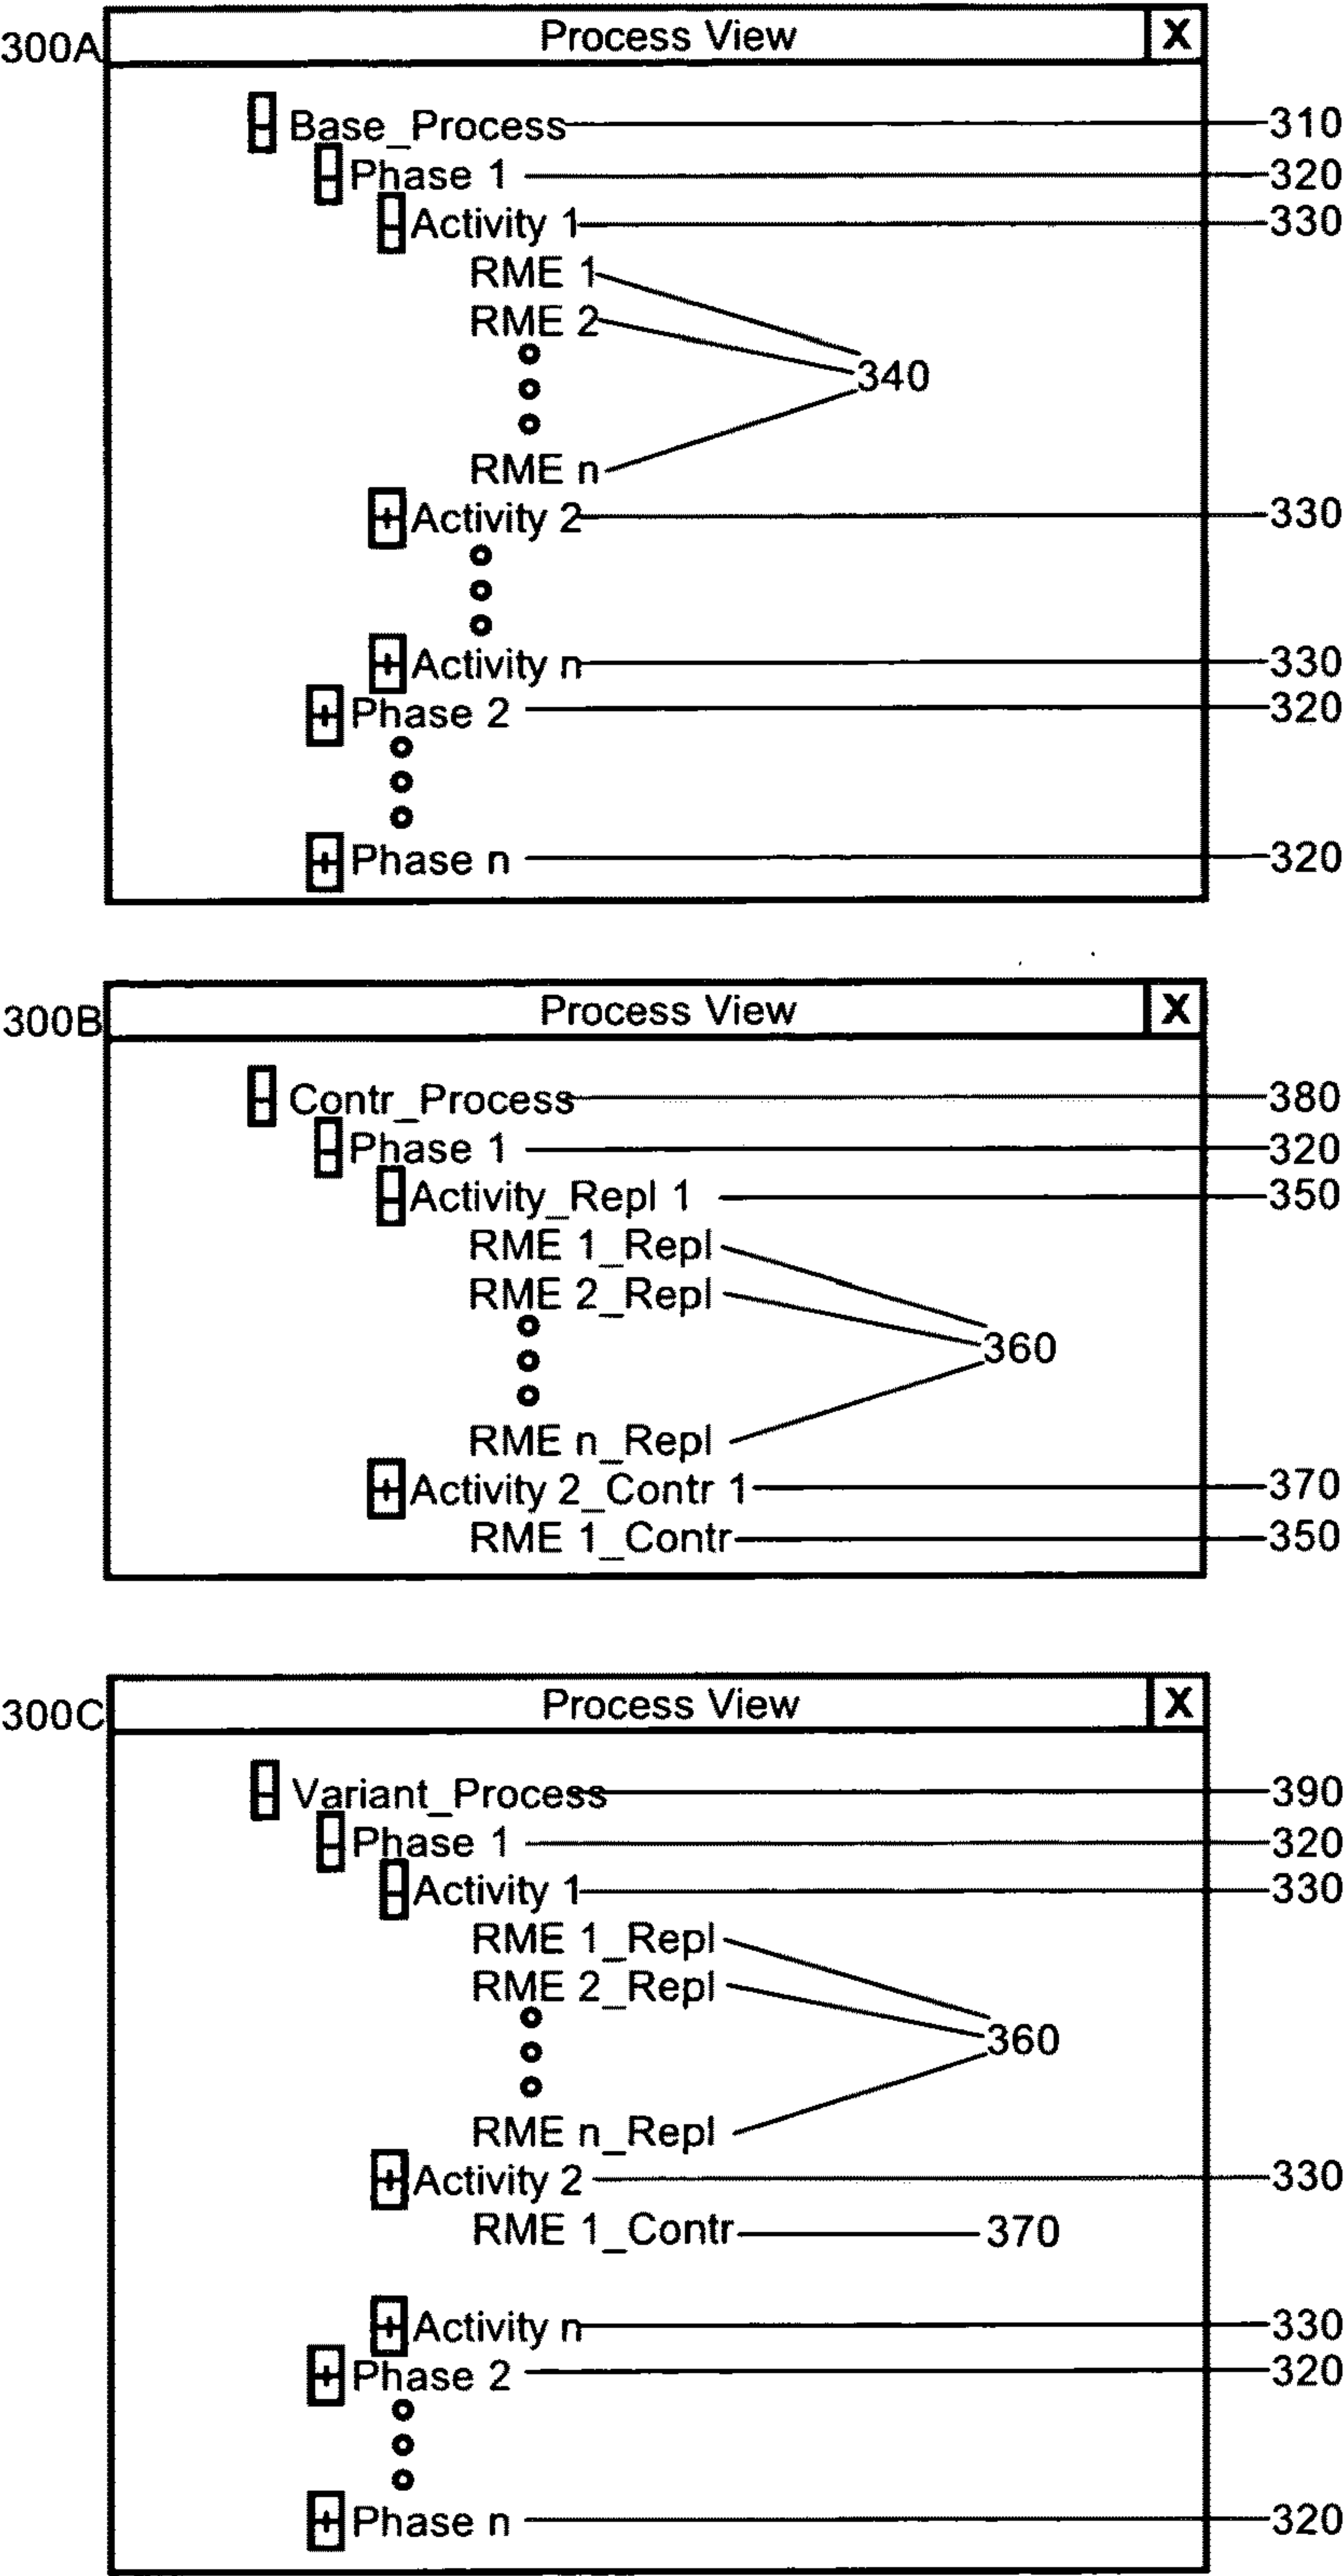 300A Process View X
Base_Process 310
Phase 1 320
Activity 1 330
RME 1
RME 2
340
RME n
Activity 2 330
Activity n 330
Phase 2 320
Phase n 320
300B Process View X
Contr_Process 380
Phase 1 320
Activity_Repl 1 350
RME 1_Repl
RME 2_Repl
360
RME n_Repl
Activity 2_Contr 1 370
RME 1_Contr 350
300C Process View X
Variant_Process 390
Phase 1 320
Activity 1 330
RME 1_Repl
RME 2_Repl
360
RME n_Repl
Activity 2 330
RME 1_Contr 370
Activity n 330
Phase 2 320
Phase n 320